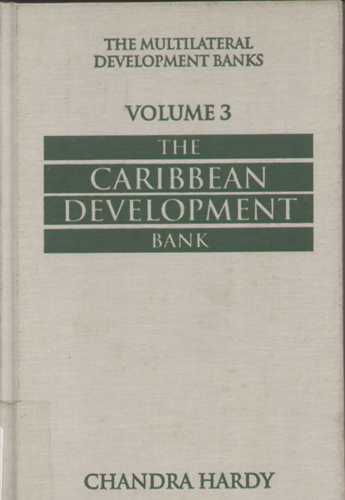 THE MULTILATERAL
DEVELOPMENT BANKS
VOLUME 3
THE
CARIBBEAN
DEVELOPMENT
BANK
CHANDRA HARDY